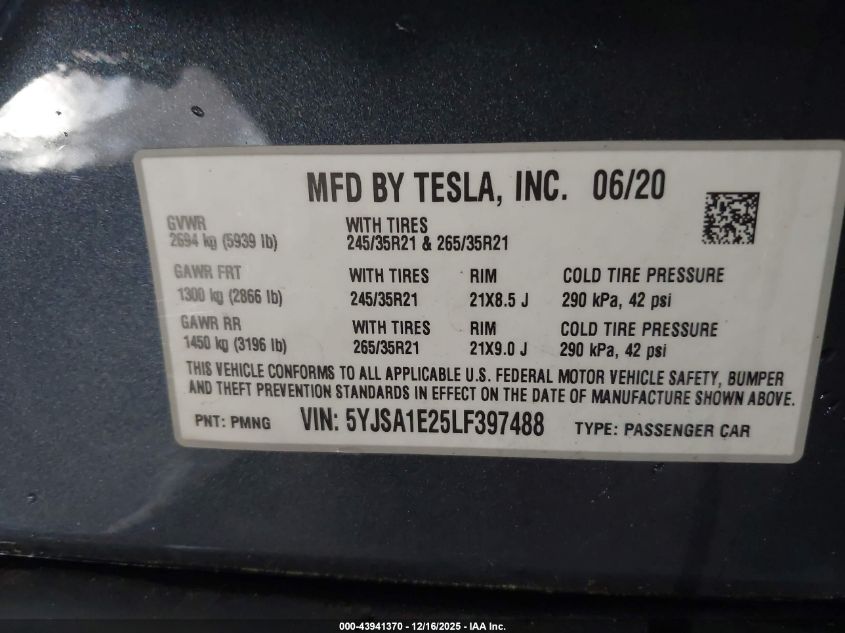 MFD BY TESLA, INC. 06/20
GVWR WITH TIRES
2694 kg (5939 lb) 245/35R21 & 265/35R21
GAWR FRT WITH TIRES RIM COLD TIRE PRESSURE
1300 kg (2866 lb) 245/35R21 21X8.5 J 290 kPa, 42 psi
GAWR RR WITH TIRES RIM COLD TIRE PRESSURE
1450 kg (3196 lb) 265/35R21 21X9.0 J 290 kPa, 42 psi
THIS VEHICLE CONFORMS TO ALL APPLICABLE U.S. FEDERAL MOTOR VEHICLE SAFETY, BUMPER
AND THEFT PREVENTION STANDARDS IN EFFECT ON THE DATE OF MANUFACTURE SHOWN ABOVE.
PNT: PMNG VIN: 5YJSA1E25LF397488 TYPE: PASSENGER CAR
000-43941370 - 12/16/2025 - IAA Inc.